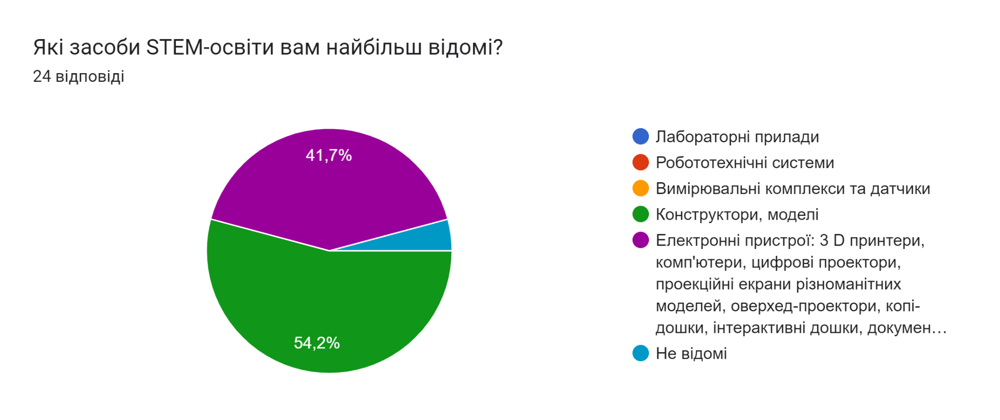 Які засоби STEM-освіти вам найбільш відомі?
24 відповіді
41,7%
54,2%
Лабораторні прилади
Робототехнічні системи
Вимірювальні комплекси та датчики
Конструктори, моделі
Електронні пристрої: 3 D принтери,
комп'ютери, цифрові проектори,
проекційні екрани різноманітних
моделей, оверхед-проектори, копі-
дошки, інтерактивні дошки, докумен…
Не відомі